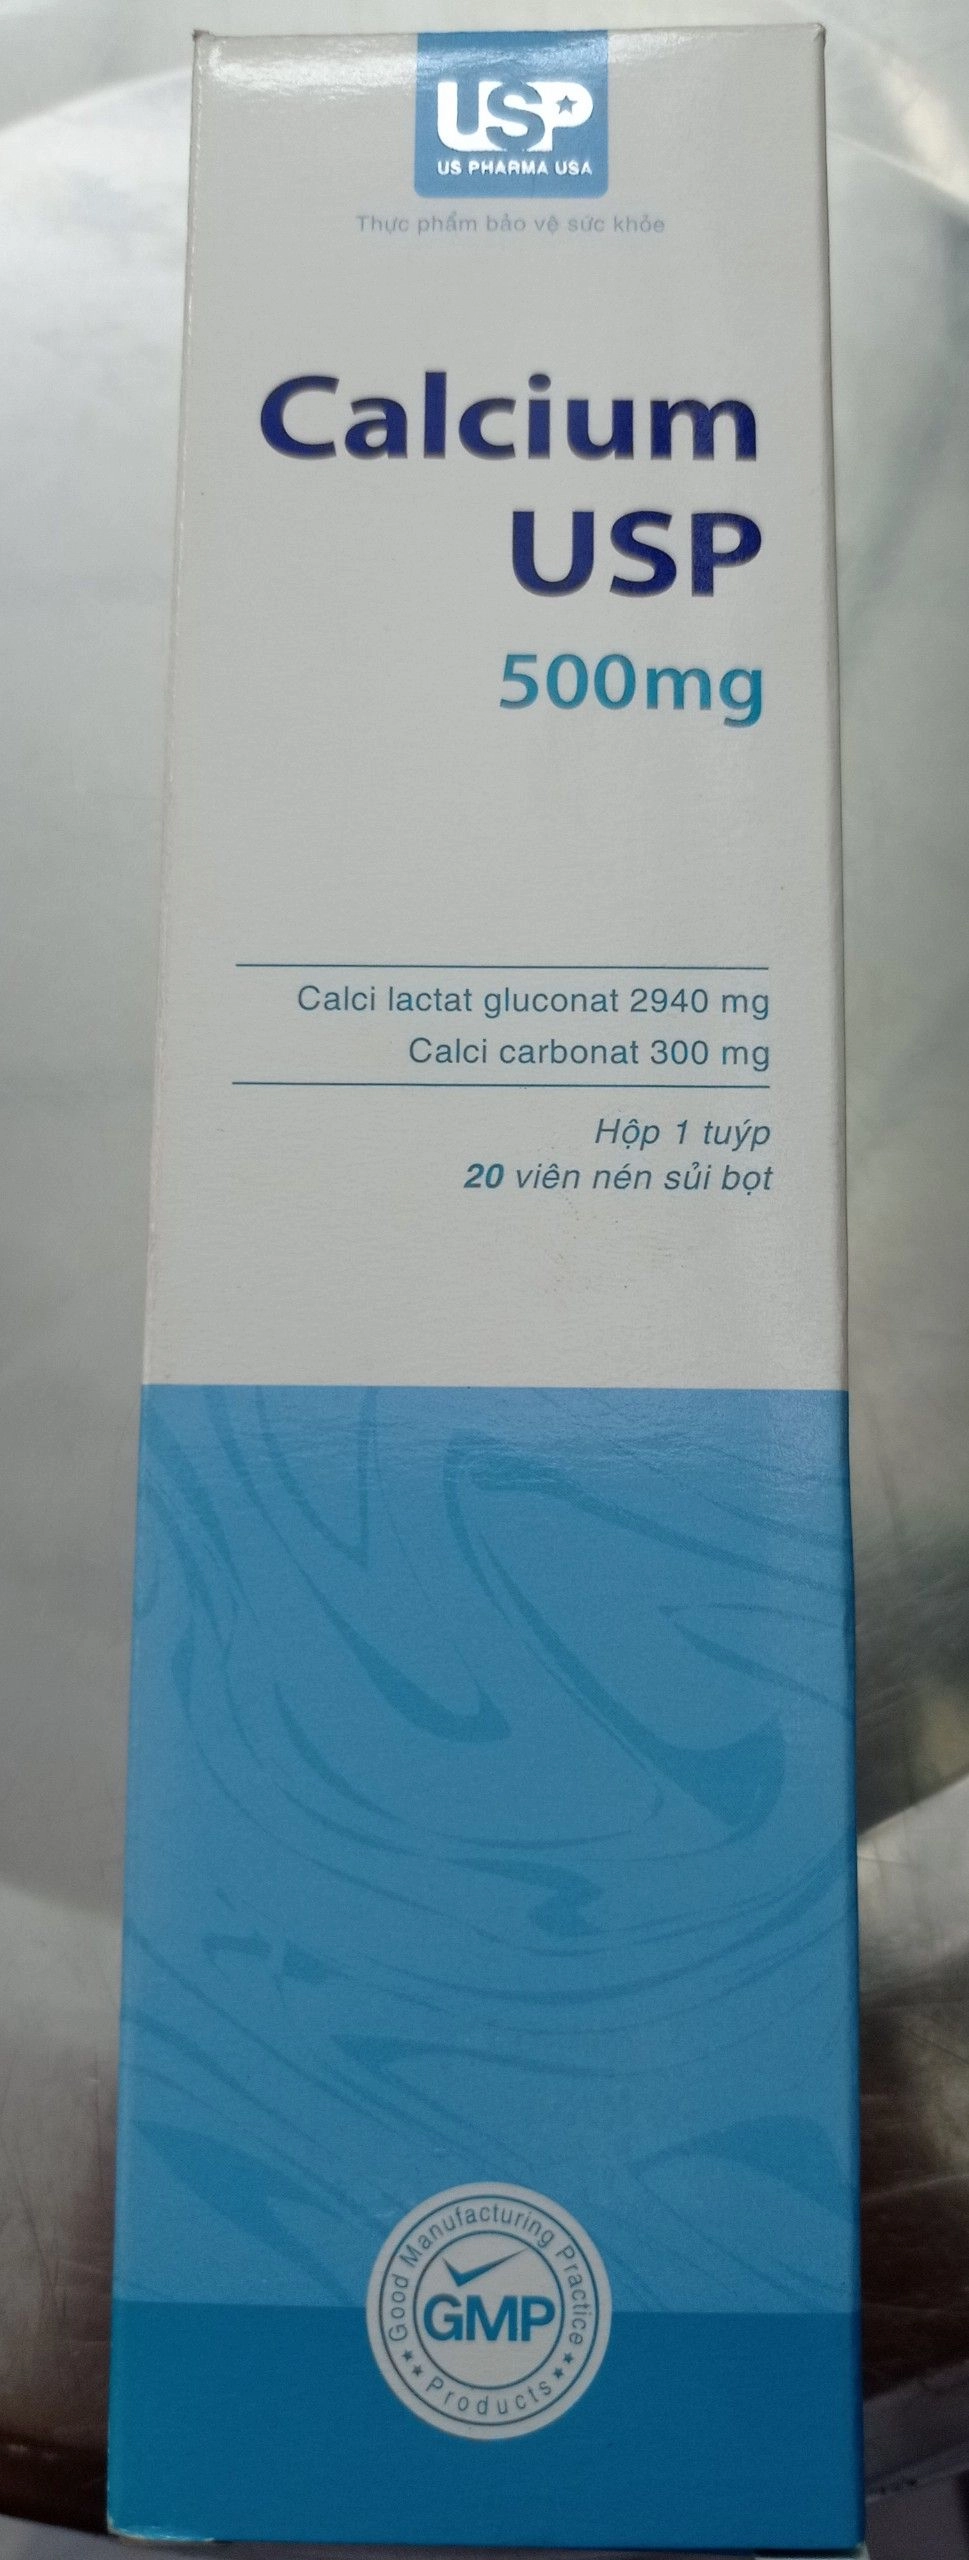 USP
US PHARMA USA
Thực phẩm bảo vệ sức khỏe
Calcium
USP
500mg
Calci lactat gluconat 2940 mg
Calci carbonat 300 mg
Hộp 1 tuýp
20 viên nén sủi bọt
Good Manufacturing Practice
GMP
Products